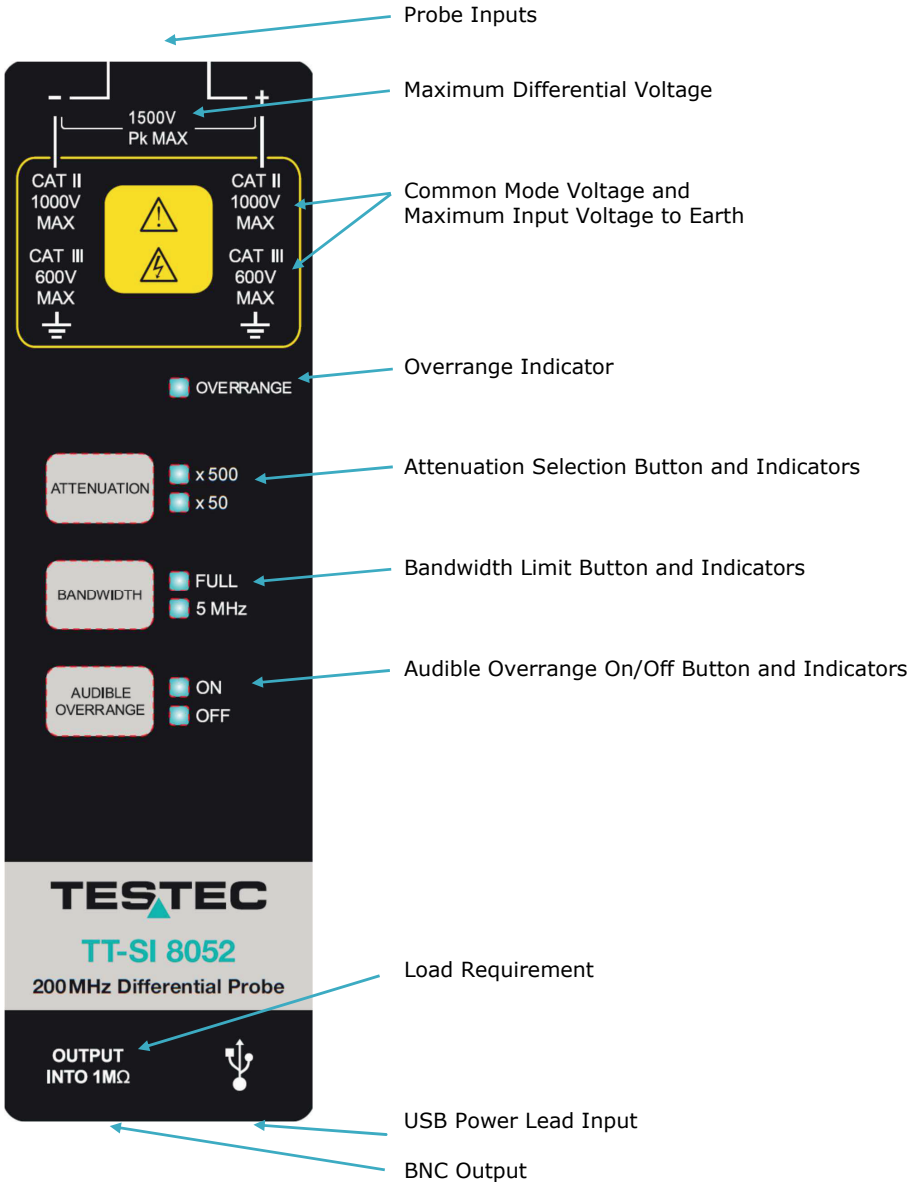 Probe Inputs
- +
1500V
Pk MAX
Maximum Differential Voltage
CAT II
1000V
MAX
CAT III
600V
MAX
CAT II
1000V
MAX
CAT III
600V
MAX
Common Mode Voltage and
Maximum Input Voltage to Earth
OVERRANGE
Overrange Indicator
ATTENUATION
x 500
x 50
Attenuation Selection Button and Indicators
BANDWIDTH
FULL
5 MHz
Bandwidth Limit Button and Indicators
AUDIBLE
OVERRANGE
ON
OFF
Audible Overrange On/Off Button and Indicators
TESTEC
TT-SI 8052
200 MHz Differential Probe
Load Requirement
OUTPUT
INTO 1MΩ
USB Power Lead Input
BNC Output